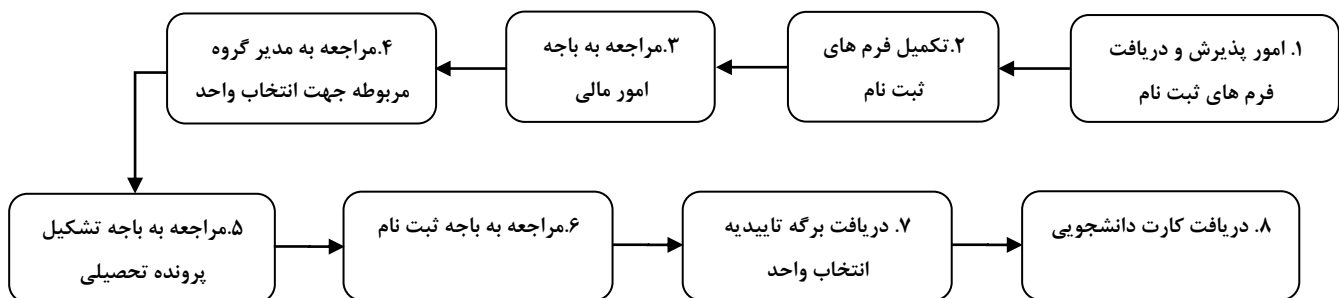 ۱. امور پذیرش و دریافت
فرم های ثبت نام
۲.تکمیل فرم های
ثبت نام
۳.مراجعه به باجه
امور مالی
۴.مراجعه به مدیر گروه
مربوطه جهت انتخاب واحد
۵.مراجعه به باجه تشکیل
پرونده تحصیلی
۶.مراجعه به باجه ثبت نام
۷. دریافت برگه تاییدیه
انتخاب واحد
۸. دریافت کارت دانشجویی